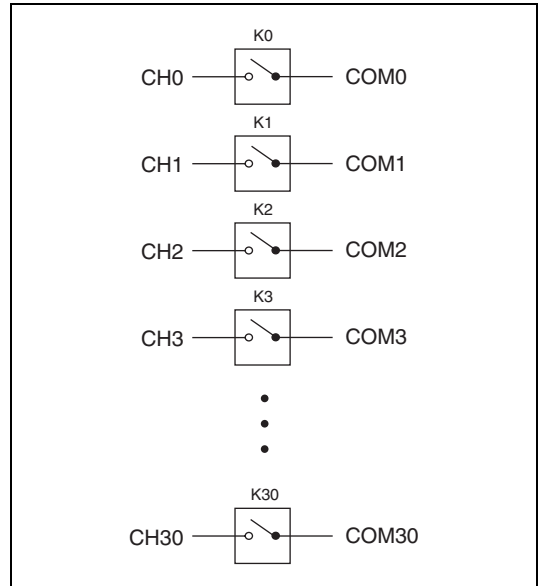 K0
CH0 COM0
K1
CH1 COM1
K2
CH2 COM2
K3
CH3 COM3
K30
CH30 COM30